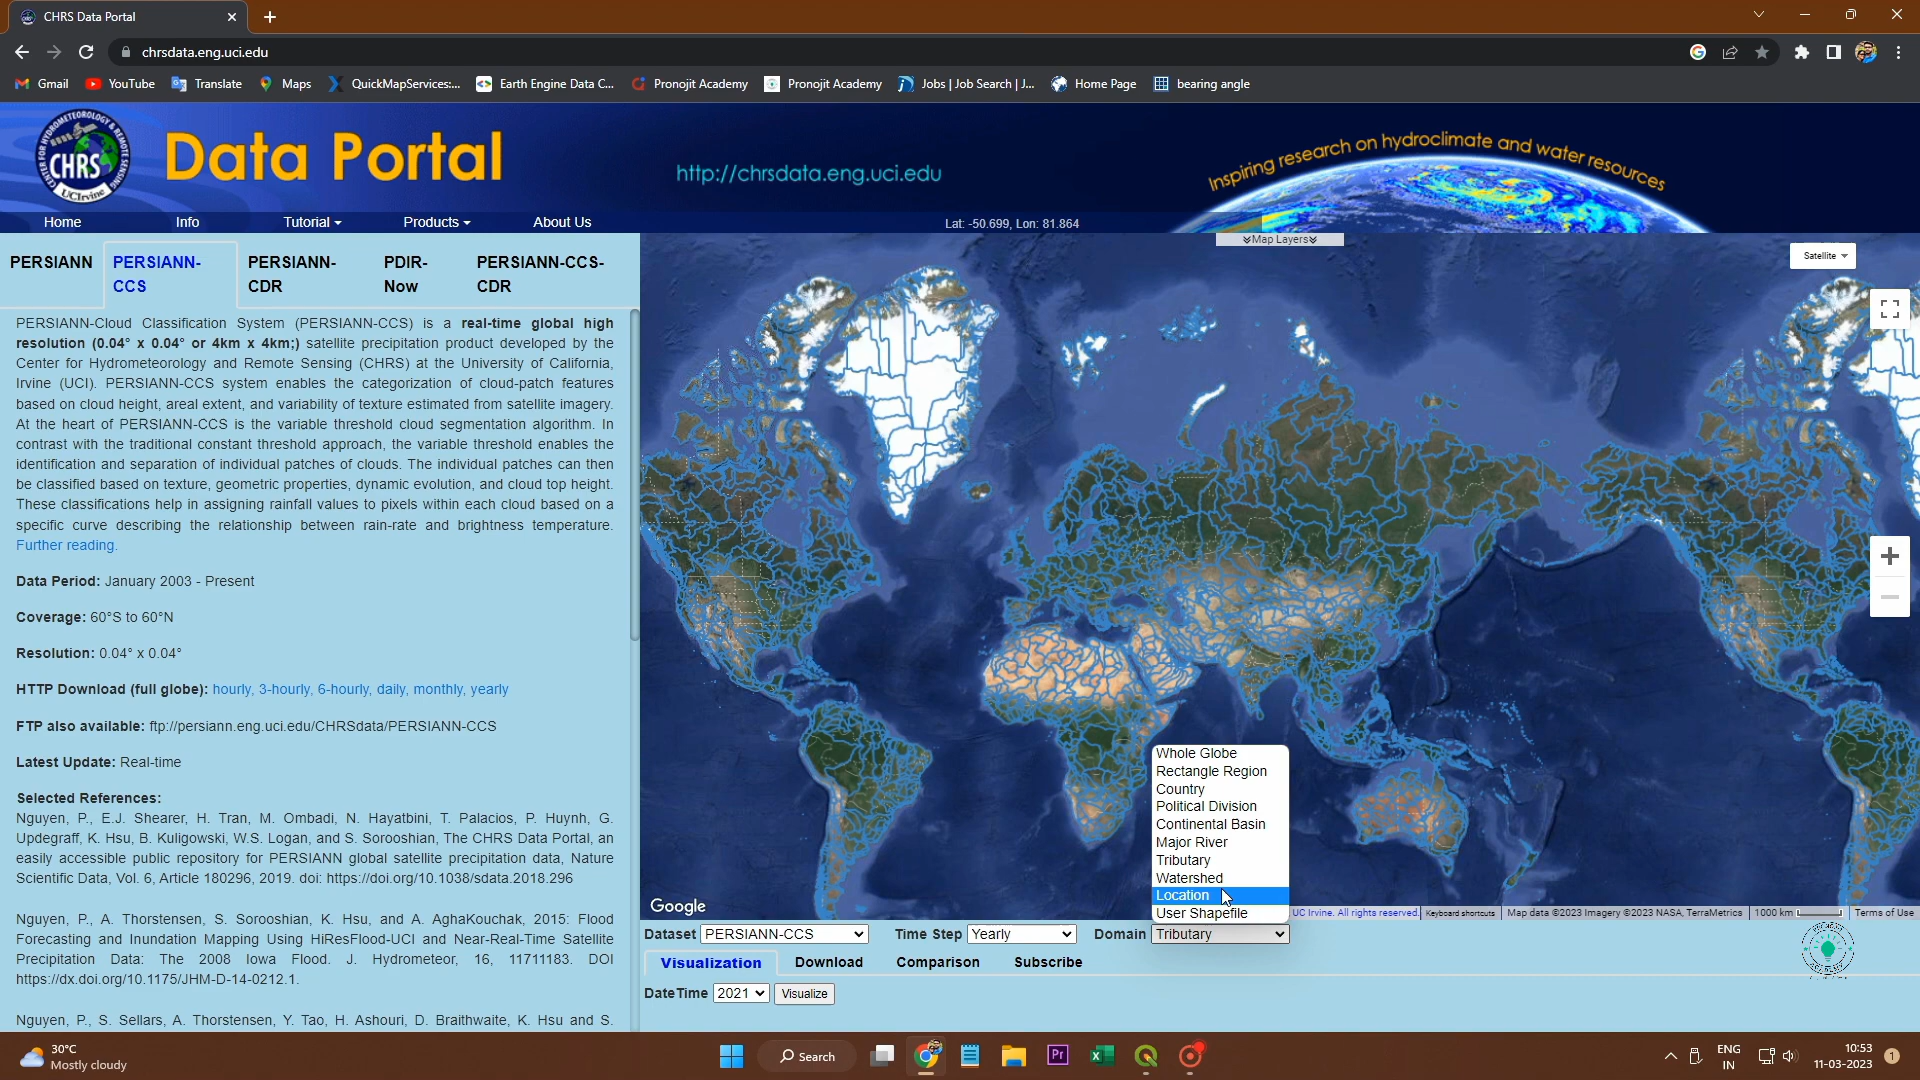 CHRS Data Portal
chrsdata.eng.uci.edu
Gmail
YouTube
Translate
Maps
QuickMapServices:...
Earth Engine Data C...
Pronojit Academy
Pronojit Academy
Jobs | Job Search | J...
Home Page
bearing angle
CENTER FOR HYDROMETEOROLOGY AND REMOTE SENSING
CHRS
UCIrvine
Data Portal
http://chrsdata.eng.uci.edu
Inspiring research on hydroclimate and water resources
Home
Info
Tutorial
Products
About Us
Lat: -50.699, Lon: 81.864
Map Layers
PERSIANN
PERSIANN-
CCS
PERSIANN-
CDR
PDIR-
Now
PERSIANN-CCS-
CDR
Satellite
PERSIANN-Cloud Classification System (PERSIANN-CCS) is a real-time global high
resolution (0.04° x 0.04° or 4km x 4km;) satellite precipitation product developed by the
Center for Hydrometeorology and Remote Sensing (CHRS) at the University of California,
Irvine (UCI). PERSIANN-CCS system enables the categorization of cloud-patch features
based on cloud height, areal extent, and variability of texture estimated from satellite imagery.
At the heart of PERSIANN-CCS is the variable threshold cloud segmentation algorithm. In
contrast with the traditional constant threshold approach, the variable threshold enables the
identification and separation of individual patches of clouds. The individual patches can then
be classified based on texture, geometric properties, dynamic evolution, and cloud top height.
These classifications help in assigning rainfall values to pixels within each cloud based on a
specific curve describing the relationship between rain-rate and brightness temperature.
Further reading.
Data Period: January 2003 - Present
Coverage: 60°S to 60°N
Resolution: 0.04° x 0.04°
HTTP Download (full globe): hourly, 3-hourly, 6-hourly, daily, monthly, yearly
FTP also available: ftp://persiann.eng.uci.edu/CHRSdata/PERSIANN-CCS
Latest Update: Real-time
Selected References:
Nguyen, P., E.J. Shearer, H. Tran, M. Ombadi, N. Hayatbini, T. Palacios, P. Huynh, G.
Updegraff, K. Hsu, B. Kuligowski, W.S. Logan, and S. Sorooshian, The CHRS Data Portal, an
easily accessible public repository for PERSIANN global satellite precipitation data, Nature
Scientific Data, Vol. 6, Article 180296, 2019. doi: https://doi.org/10.1038/sdata.2018.296
Nguyen, P., A. Thorstensen, S. Sorooshian, K. Hsu, and A. AghaKouchak, 2015: Flood
Forecasting and Inundation Mapping Using HiResFlood-UCI and Near-Real-Time Satellite
Precipitation Data: The 2008 Iowa Flood. J. Hydrometeor, 16, 11711183. DOI
https://dx.doi.org/10.1175/JHM-D-14-0212.1.
Nguyen, P., S. Sellars, A. Thorstensen, Y. Tao, H. Ashouri, D. Braithwaite, K. Hsu and S.
Whole Globe
Rectangle Region
Country
Political Division
Continental Basin
Major River
Tributary
Watershed
Location
User Shapefile
Google
UC Irvine. All rights reserved.
Keyboard shortcuts
Map data ©2023 Imagery ©2023 NASA, TerraMetrics
1000 km
Terms of Use
Dataset PERSIANN-CCS
Time Step Yearly
Domain Tributary
Visualization
Download
Comparison
Subscribe
DateTime 2021 Visualize
30°C
Mostly cloudy
Search
Pr
ENG
IN
10:53
11-03-2023
1